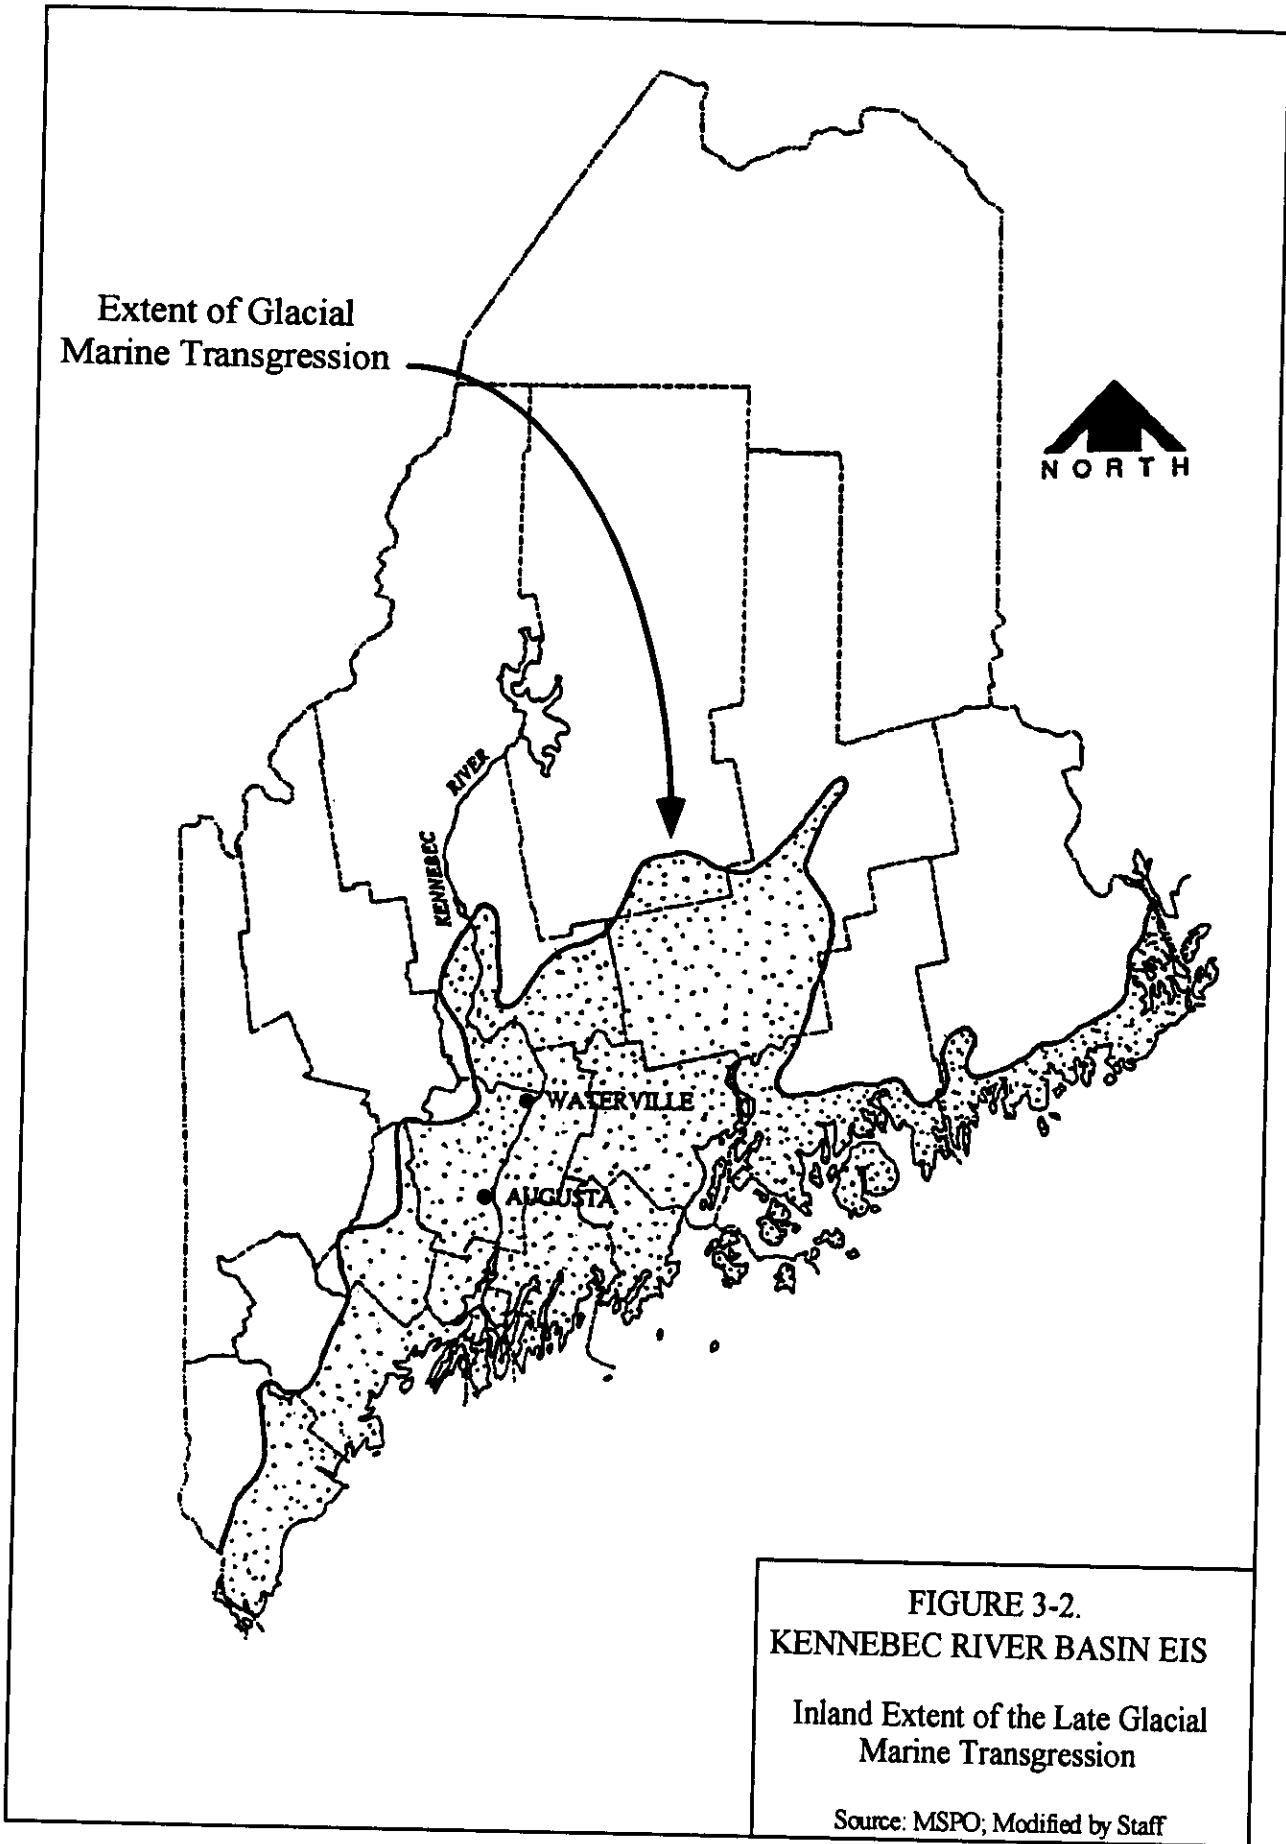 Extent of Glacial
Marine Transgression
NORTH
RIVER
KENNEBEC
WATERVILLE
AUGUSTA
FIGURE 3-2.
KENNEBEC RIVER BASIN EIS
Inland Extent of the Late Glacial
Marine Transgression
Source: MSPO; Modified by Staff